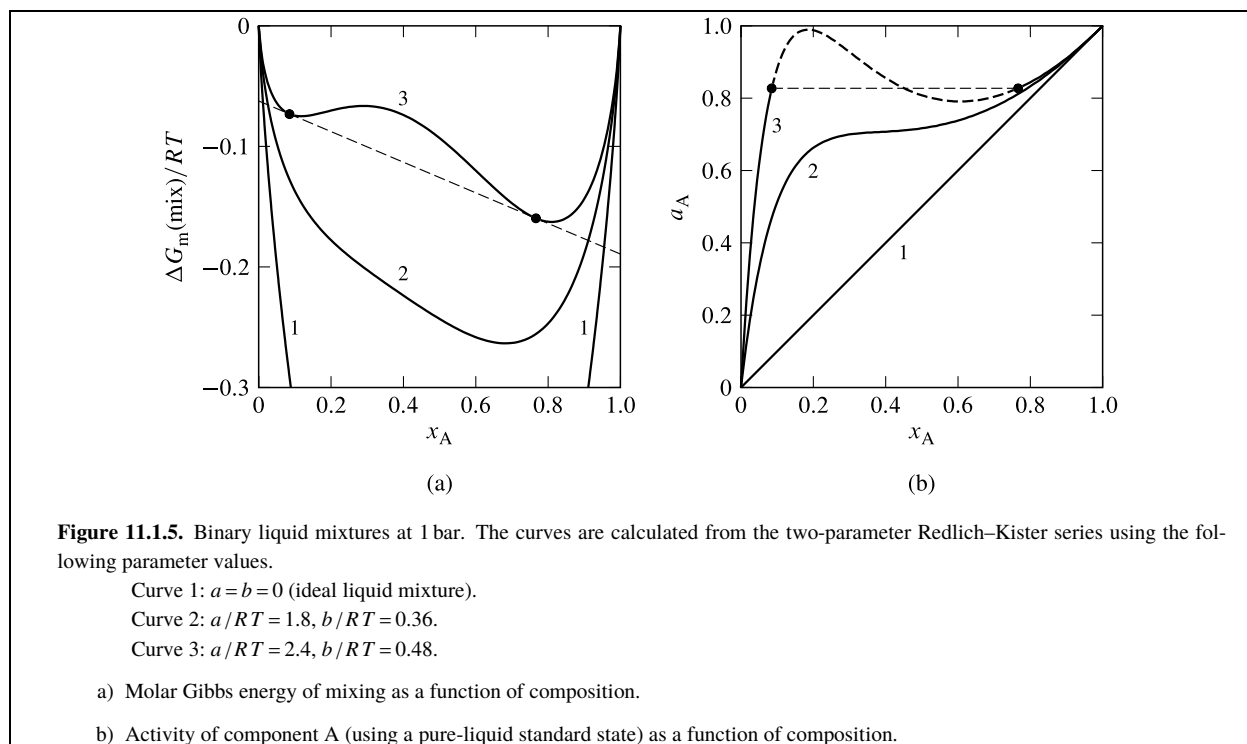 0
−0.1
−0.2
−0.3
ΔG_m(mix)/RT
3
2
1
1
0 0.2 0.4 0.6 0.8 1.0
x_A
(a)
1.0
0.8
0.6
0.4
0.2
0
a_A
3
2
1
0 0.2 0.4 0.6 0.8 1.0
x_A
(b)
Figure 11.1.5. Binary liquid mixtures at 1 bar. The curves are calculated from the two-parameter Redlich–Kister series using the fol-
lowing parameter values.
Curve 1: a = b = 0 (ideal liquid mixture).
Curve 2: a/RT = 1.8, b/RT = 0.36.
Curve 3: a/RT = 2.4, b/RT = 0.48.
a) Molar Gibbs energy of mixing as a function of composition.
b) Activity of component A (using a pure-liquid standard state) as a function of composition.